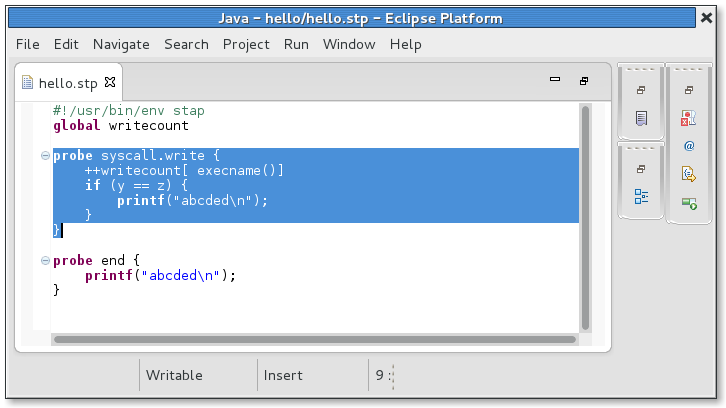 Java – hello/hello.stp – Eclipse Platform
File Edit Navigate Search Project Run Window Help
hello.stp
#!/usr/bin/env stap
global writecount
probe syscall.write {
    ++writecount[ execname()]
    if (y == z) {
        printf("abcded\n");
    }
}
probe end {
    printf("abcded\n");
}
Writable Insert 9 :